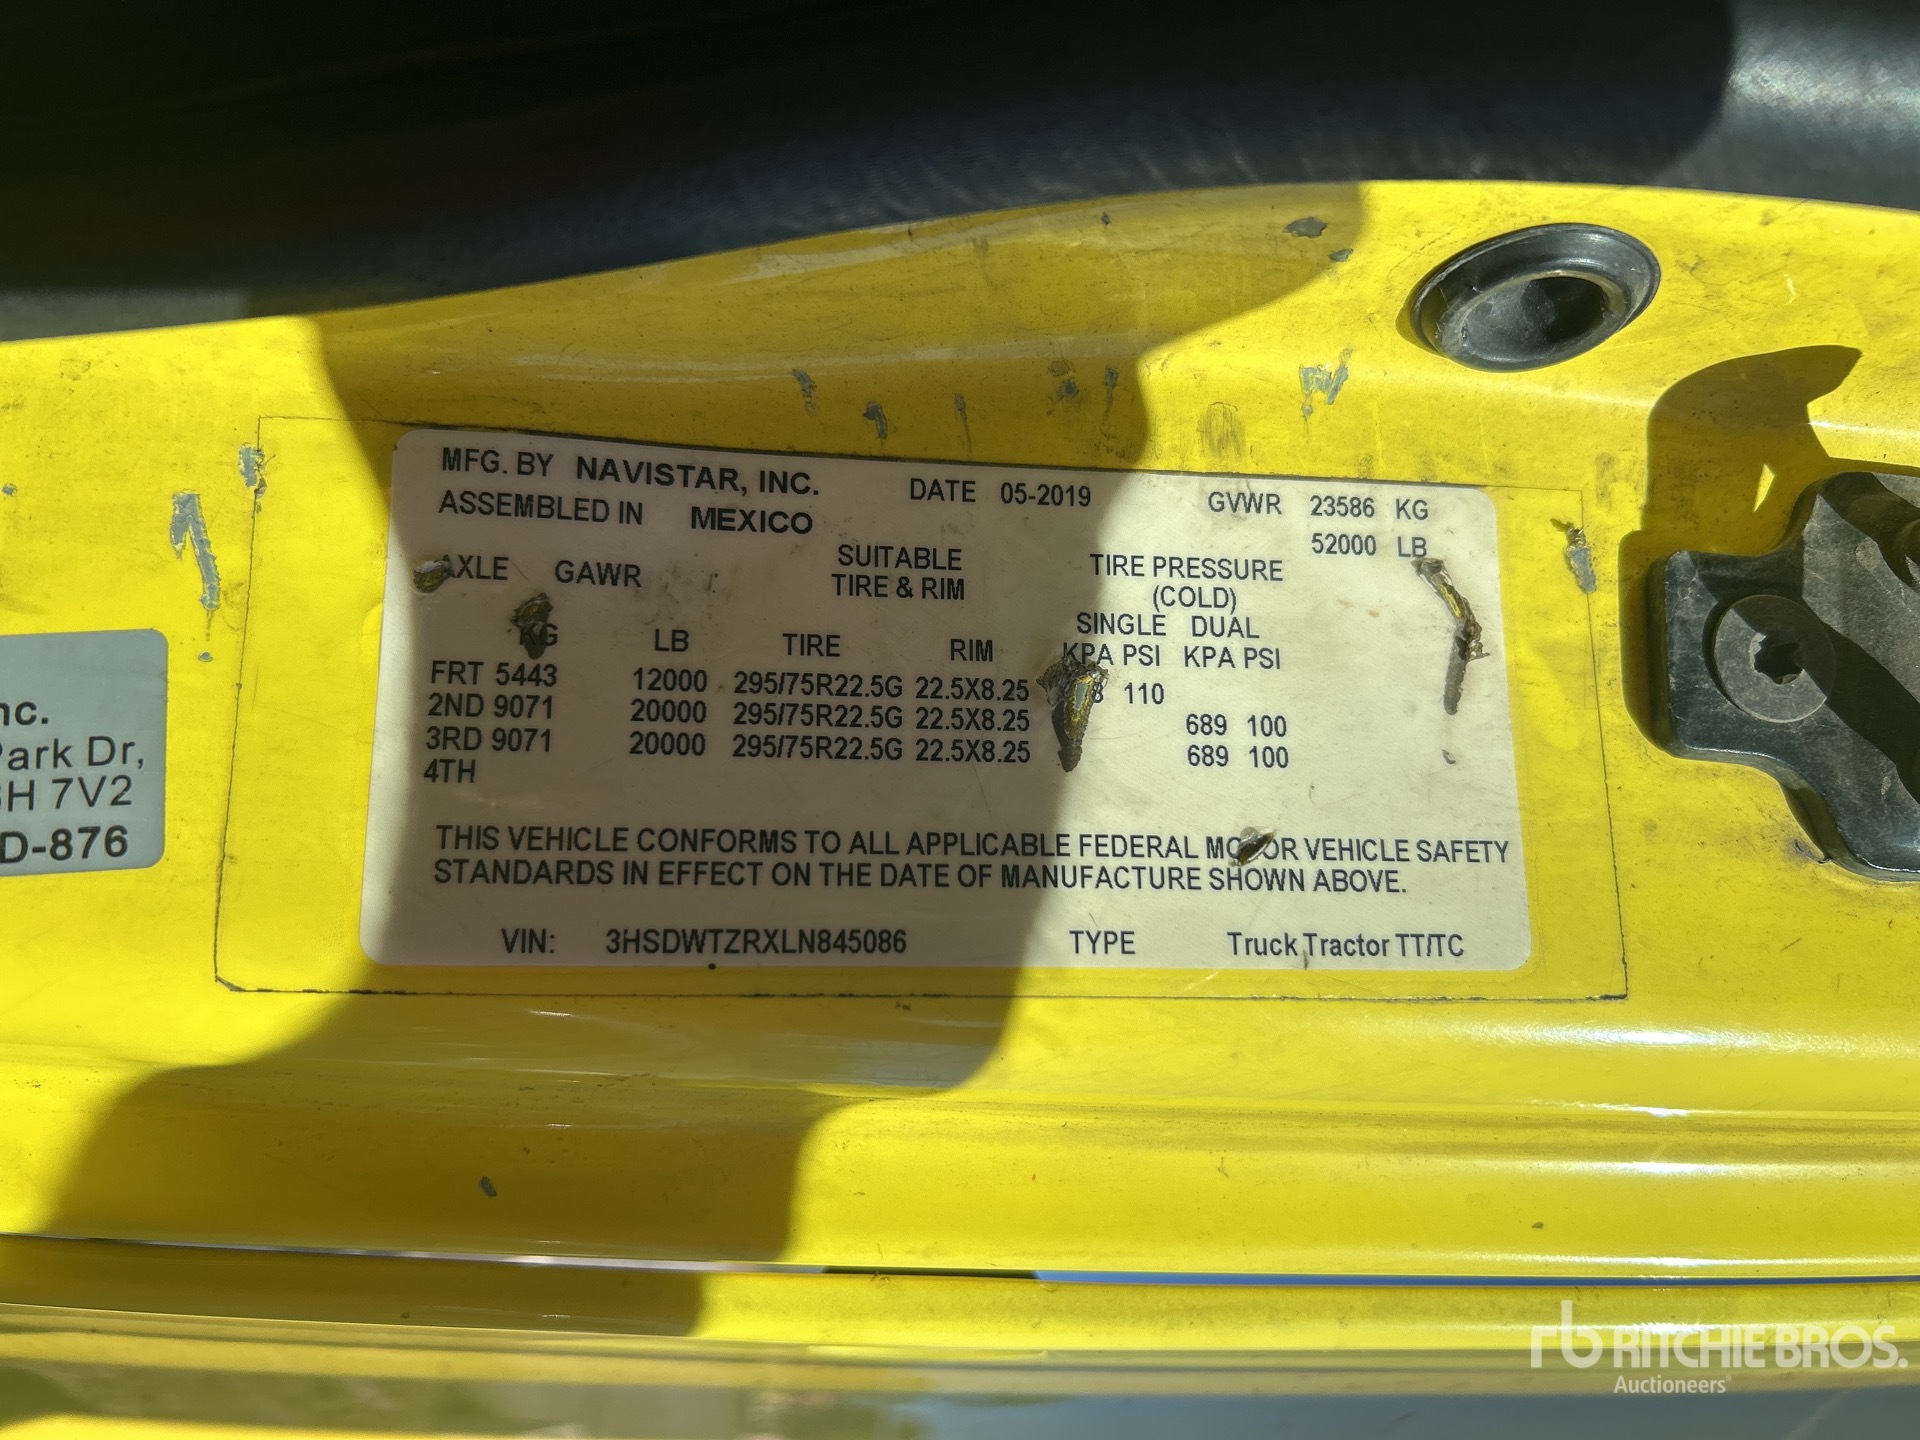 MFG. BY NAVISTAR, INC. DATE 05-2019 GVWR 23586 KG
ASSEMBLED IN MEXICO 52000 LB
AXLE GAWR SUITABLE TIRE PRESSURE
TIRE & RIM (COLD)
SINGLE DUAL
KG LB TIRE RIM KPA PSI KPA PSI
FRT 5443 12000 295/75R22.5G 22.5X8.25 110
2ND 9071 20000 295/75R22.5G 22.5X8.25 689 100
3RD 9071 20000 295/75R22.5G 22.5X8.25 689 100
4TH
THIS VEHICLE CONFORMS TO ALL APPLICABLE FEDERAL MOTOR VEHICLE SAFETY
STANDARDS IN EFFECT ON THE DATE OF MANUFACTURE SHOWN ABOVE.
VIN: 3HSDWTZRXLN845086 TYPE Truck Tractor TT/TC
Park Dr,
7V2
D-876
rb RITCHIE BROS.
Auctioneers